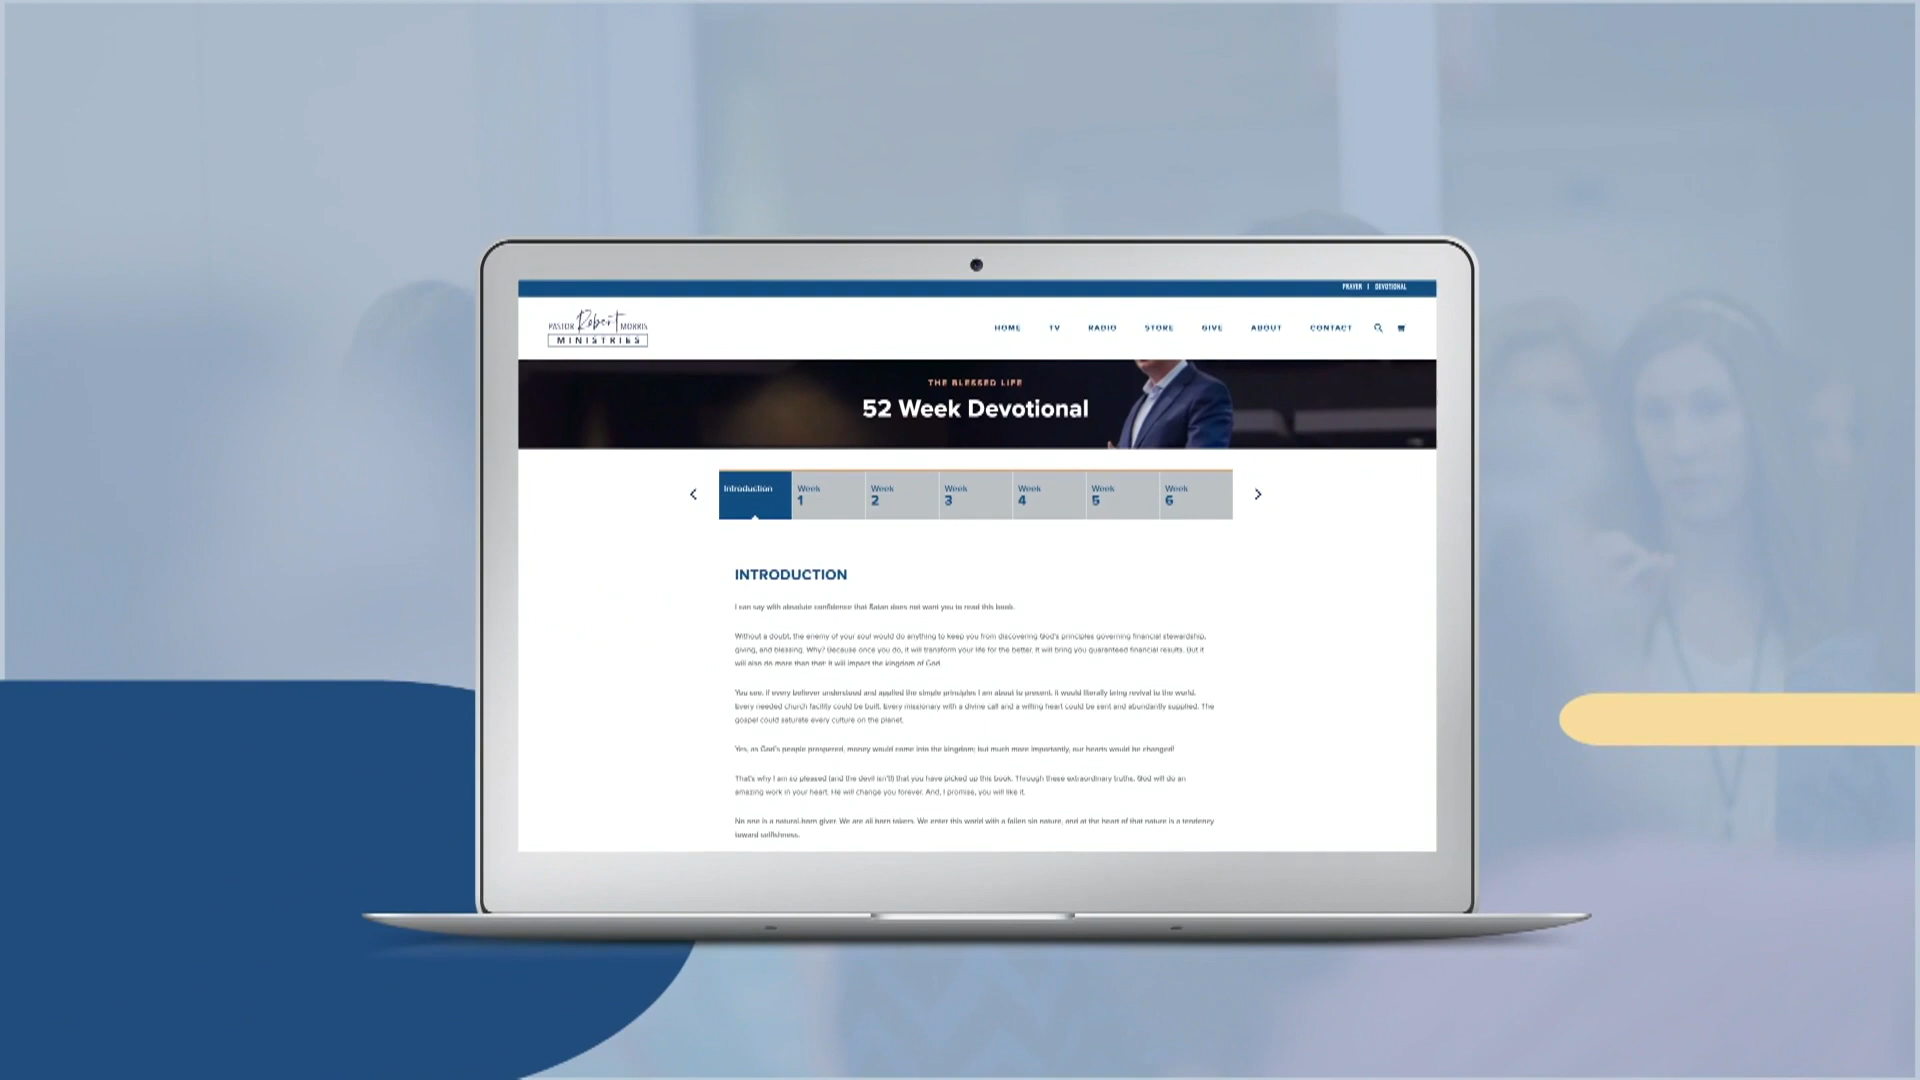 PRAYER | DEVOTIONAL
PASTOR Robert MORRIS
MINISTRIES
HOME TV RADIO STORE GIVE ABOUT CONTACT
THE BLESSED LIFE
52 Week Devotional
Introduction Week 1 Week 2 Week 3 Week 4 Week 5 Week 6
INTRODUCTION
I can say with absolute confidence that Satan does not want you to read this book.
Without a doubt, the enemy of your soul would do anything to keep you from discovering God's principles governing financial stewardship,
giving, and blessing. Why? Because once you do, it will transform your life for the better. It will bring you guaranteed financial results. But it
will also do more than that: it will impact the kingdom of God.
You see, if every believer understood and applied the simple principles I am about to present, it would literally bring revival to the world.
Every needed church facility could be built. Every missionary with a divine call and a willing heart could be sent and abundantly supplied. The
gospel could saturate every culture on the planet.
Yes, as God's people prospered, money would come into the kingdom; but much more importantly, our hearts would be changed!
That's why I am so pleased (and the devil isn't!) that you have picked up this book. Through these extraordinary truths, God will do an
amazing work in your heart. He will change you forever. And, I promise, you will like it.
No one is a natural-born giver. We are all born takers. We enter this world with a fallen sin nature, and at the heart of that nature is a tendency
toward selfishness.